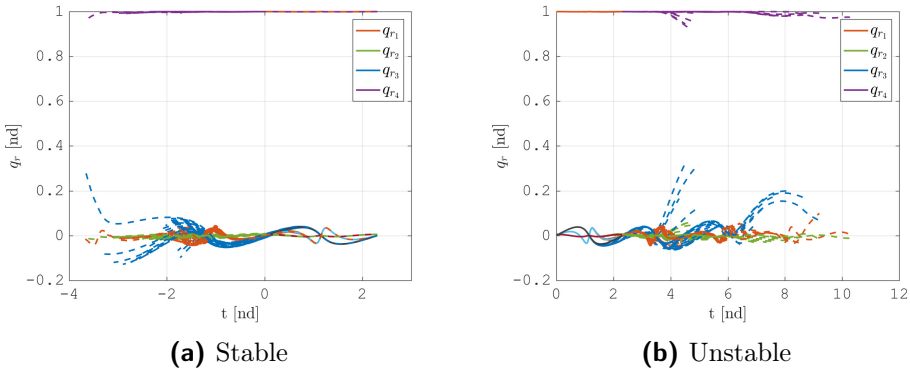 1
0.8
0.6
0.4
0.2
0
-0.2
q_r [nd]
-4
-2
0
2
t [nd]
q_{r_1}
q_{r_2}
q_{r_3}
q_{r_4}
(a) Stable
1
0.8
0.6
0.4
0.2
0
-0.2
q_r [nd]
0
2
4
6
8
10
12
t [nd]
q_{r_1}
q_{r_2}
q_{r_3}
q_{r_4}
(b) Unstable